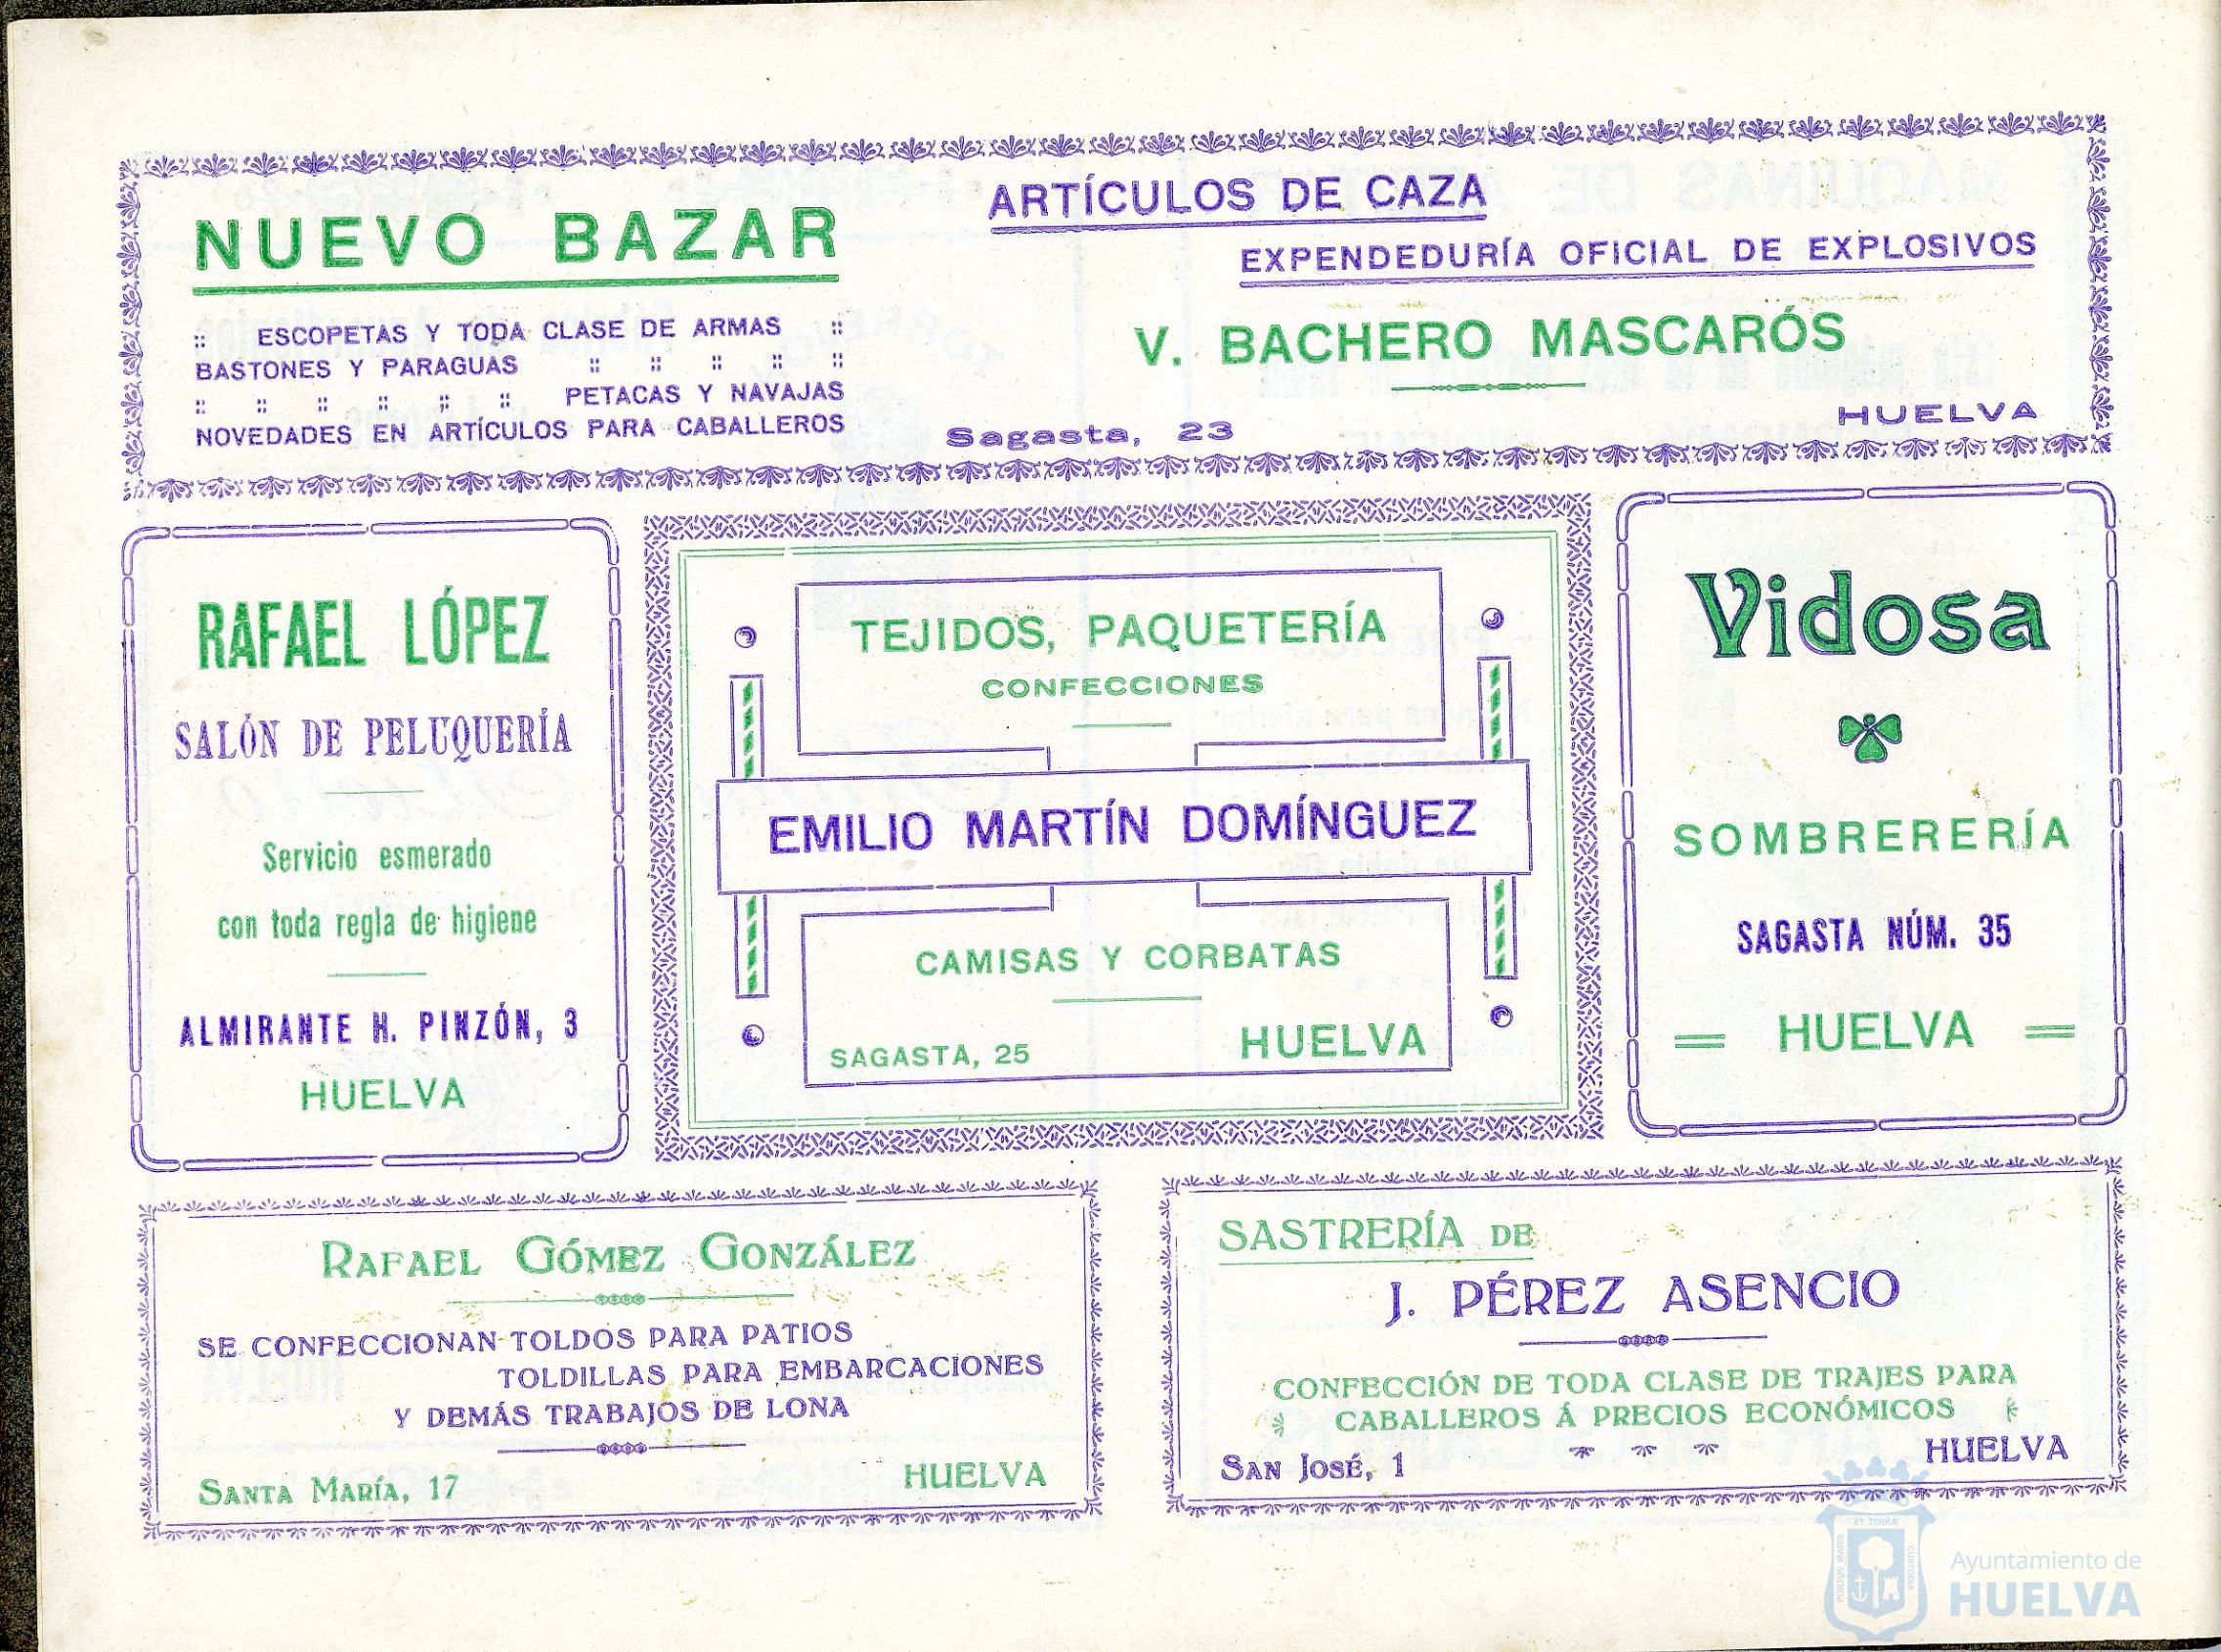 NUEVO BAZAR
ESCOPETAS Y TODA CLASE DE ARMAS
BASTONES Y PARAGUAS
PETACAS Y NAVAJAS
NOVEDADES EN ARTÍCULOS PARA CABALLEROS
ARTÍCULOS DE CAZA
EXPENDEDURÍA OFICIAL DE EXPLOSIVOS
V. BACHERO MASCARÓS
Sagasta, 23
HUELVA
RAFAEL LÓPEZ
SALÓN DE PELUQUERÍA
Servicio esmerado
con toda regla de higiene
ALMIRANTE H. PINZÓN, 3
HUELVA
TEJIDOS, PAQUETERÍA
CONFECCIONES
EMILIO MARTÍN DOMÍNGUEZ
CAMISAS Y CORBATAS
SAGASTA, 25 HUELVA
Vidosa
SOMBRERERÍA
SAGASTA NÚM. 35
HUELVA
RAFAEL GÓMEZ GONZÁLEZ
SE CONFECCIONAN TOLDOS PARA PATIOS
TOLDILLAS PARA EMBARCACIONES
Y DEMÁS TRABAJOS DE LONA
SANTA MARÍA, 17 HUELVA
SASTRERÍA DE
J. PÉREZ ASENCIO
CONFECCIÓN DE TODA CLASE DE TRAJES PARA
CABALLEROS Á PRECIOS ECONÓMICOS
SAN JOSÉ, 1 HUELVA
PORTUS MARIS
ET TERRÆ
CUSTODIA
Ayuntamiento de
HUELVA